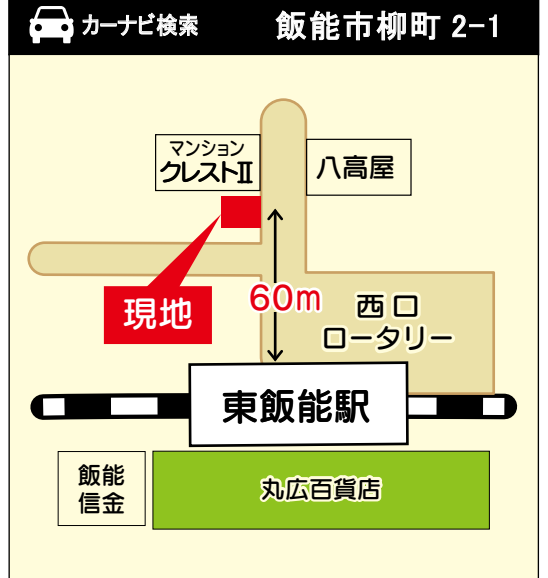 カーナビ検索 飯能市柳町 2-1
マンション
クレストⅡ
八高屋
現地
60m
西口
ロータリー
東飯能駅
飯能
信金
丸広百貨店